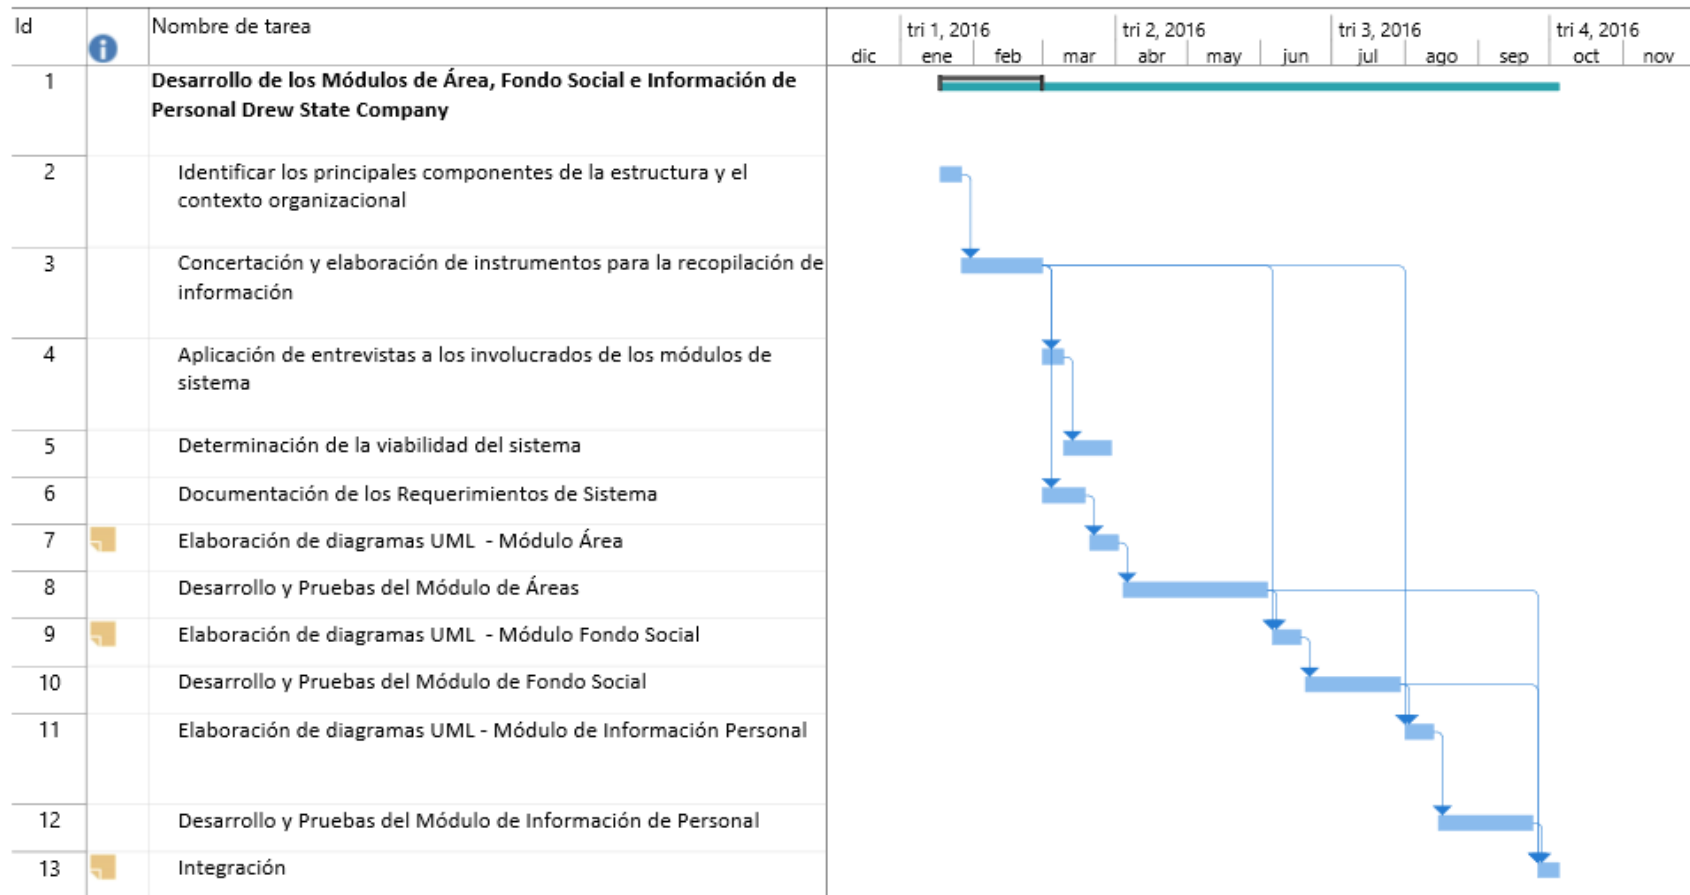 Id
Nombre de tarea
tri 1, 2016 tri 2, 2016 tri 3, 2016 tri 4, 2016
dic ene feb mar abr may jun jul ago sep oct nov
1 Desarrollo de los Módulos de Área, Fondo Social e Información de
Personal Drew State Company
2 Identificar los principales componentes de la estructura y el
contexto organizacional
3 Concertación y elaboración de instrumentos para la recopilación de
información
4 Aplicación de entrevistas a los involucrados de los módulos de
sistema
5 Determinación de la viabilidad del sistema
6 Documentación de los Requerimientos de Sistema
7 Elaboración de diagramas UML  - Módulo Área
8 Desarrollo y Pruebas del Módulo de Áreas
9 Elaboración de diagramas UML  - Módulo Fondo Social
10 Desarrollo y Pruebas del Módulo de Fondo Social
11 Elaboración de diagramas UML - Módulo de Información Personal
12 Desarrollo y Pruebas del Módulo de Información de Personal
13 Integración